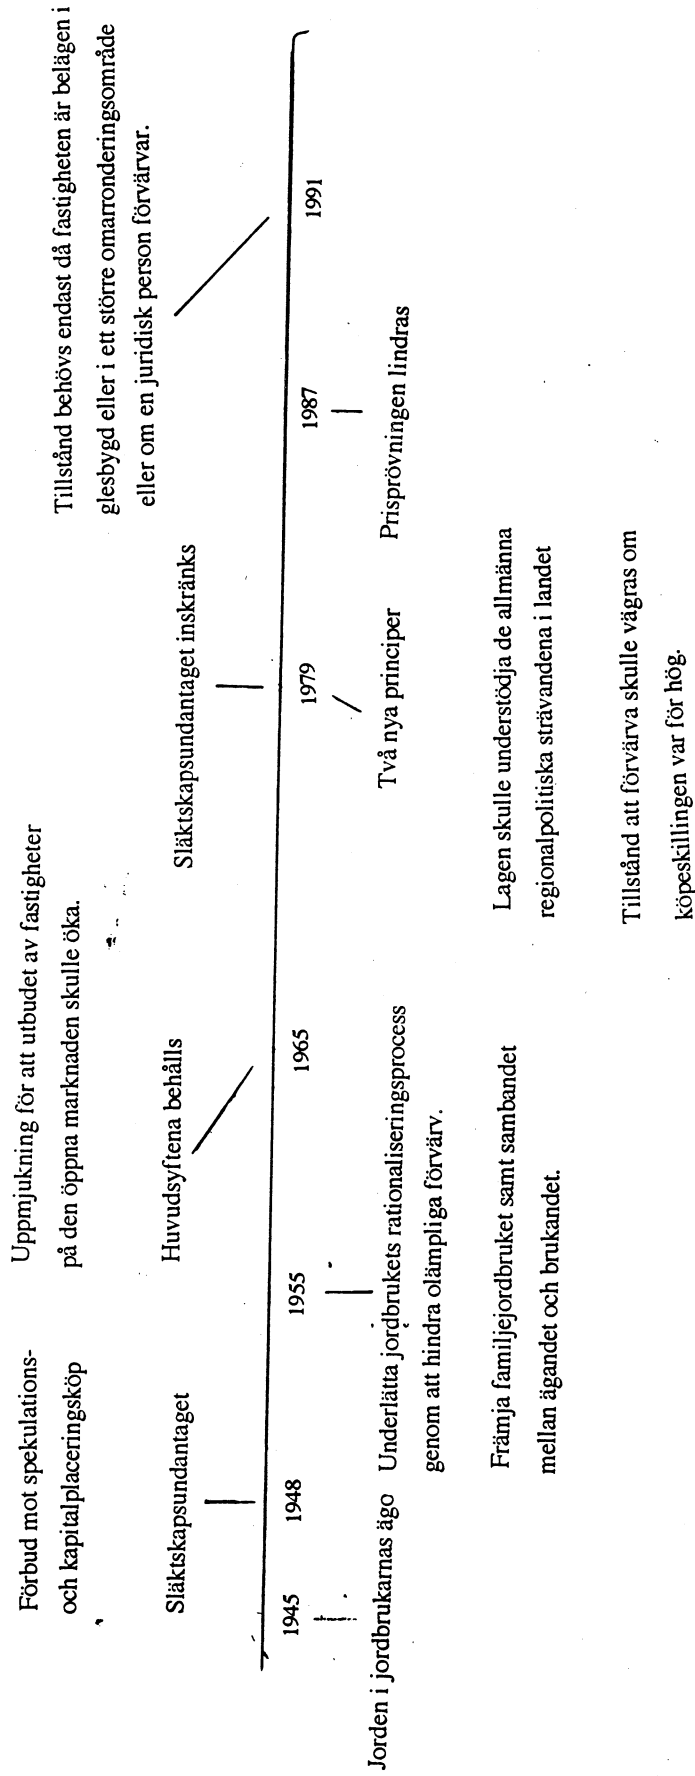 Förbud mot spekulations-
och kapitalplaceringsköp
Släktskapsundantaget
Uppmjukning för att utbudet av fastigheter
på den öppna marknaden skulle öka.
Huvudsyftena behålls
Släktskapsundantaget inskränks
Tillstånd behövs endast då fastigheten är belägen i
glesbygd eller i ett större omarronderingsområde
eller om en juridisk person förvärvar.
1945
1948
1955
1965
1979
1987
1991
Jorden i jordbrukarnas ägo
Underlätta jordbrukets rationaliseringsprocess
genom att hindra olämpliga förvärv.
Främja familjejordbruket samt sambandet
mellan ägandet och brukandet.
Två nya principer
Lagen skulle understödja de allmänna
regionalpolitiska strävandena i landet
Tillstånd att förvärva skulle vägras om
köpeskillingen var för hög.
Prisprövningen lindras